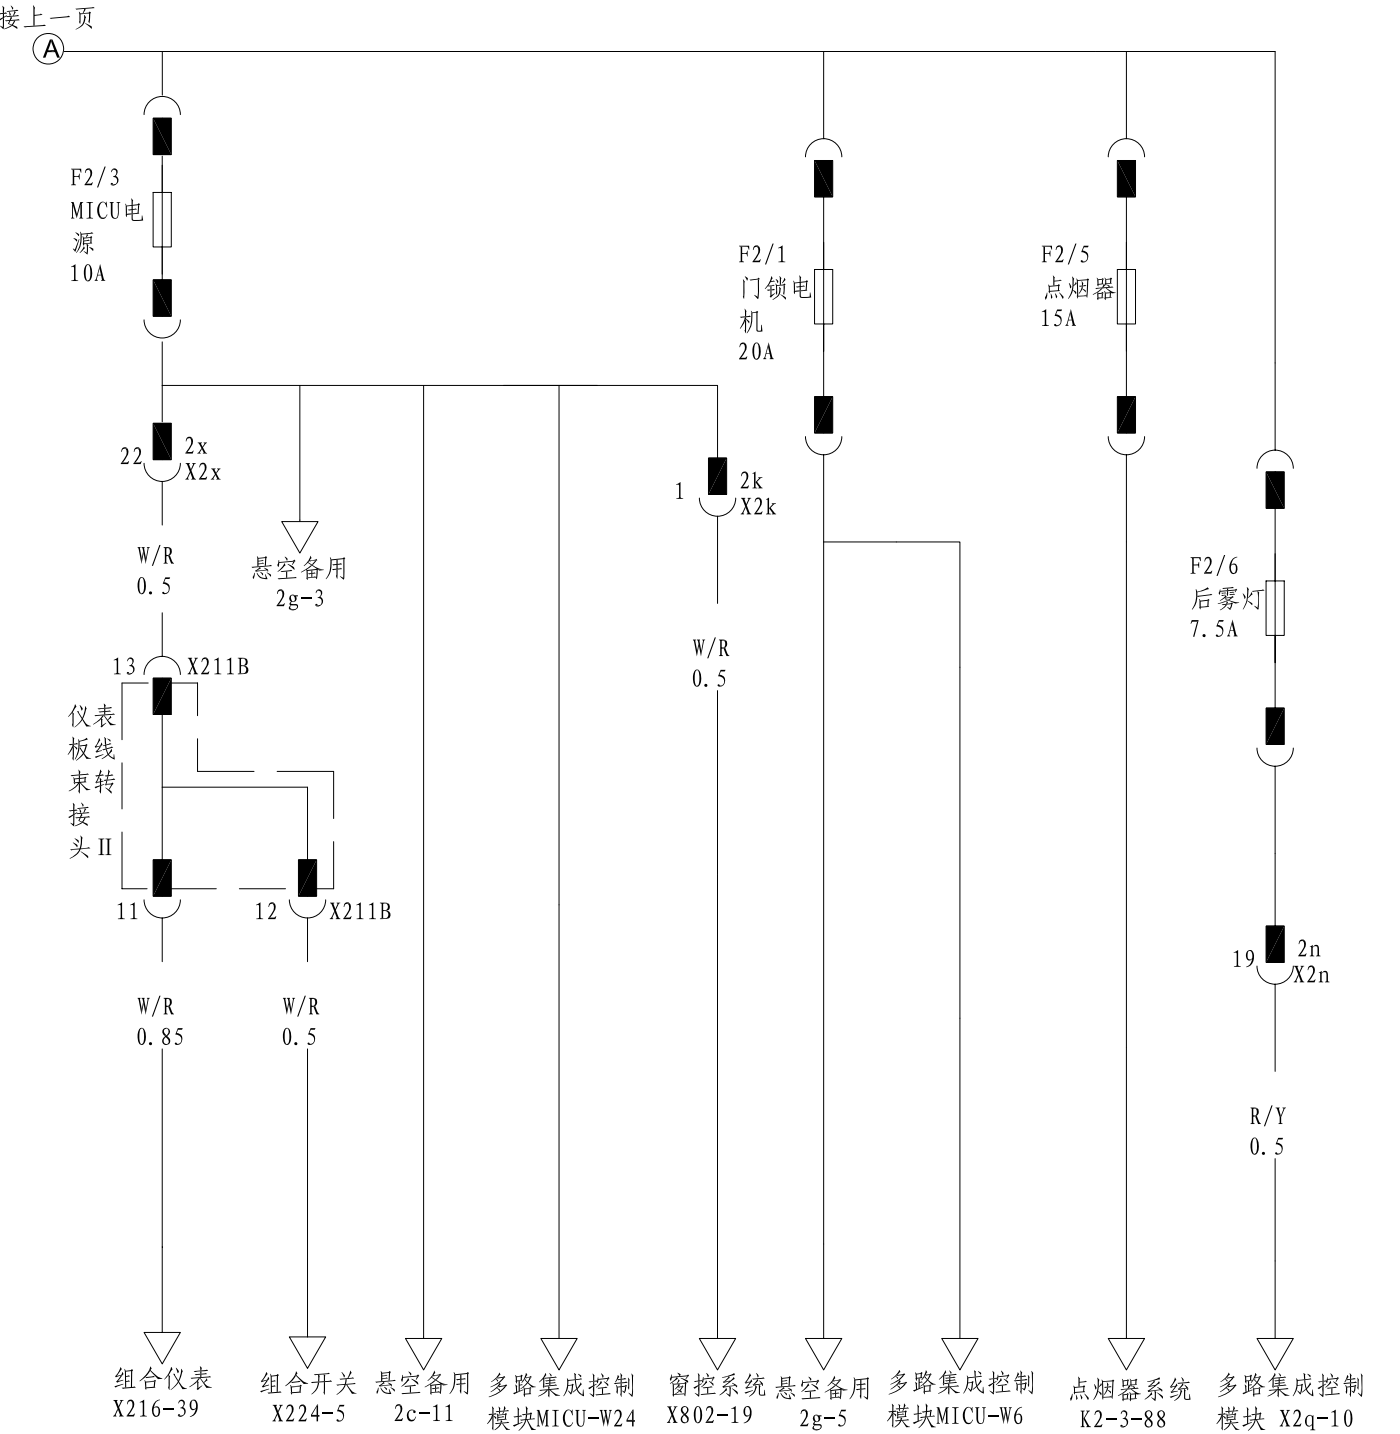 接上一页
A
F2/3
MICU电
源
10A
F2/1
门锁电
机
20A
F2/5
点烟器
15A
22
2x
X2x
1
2k
X2k
W/R
0.5
悬空备用
2g-3
F2/6
后雾灯
7.5A
W/R
0.5
13
X211B
仪表
板线
束转
接
头Ⅱ
11
12
X211B
19
2n
X2n
W/R
0.85
W/R
0.5
R/Y
0.5
组合仪表
X216-39
组合开关
X224-5
悬空备用
2c-11
多路集成控制
模块MICU-W24
窗控系统
X802-19
悬空备用
2g-5
多路集成控制
模块MICU-W6
点烟器系统
K2-3-88
多路集成控制
模块 X2q-10